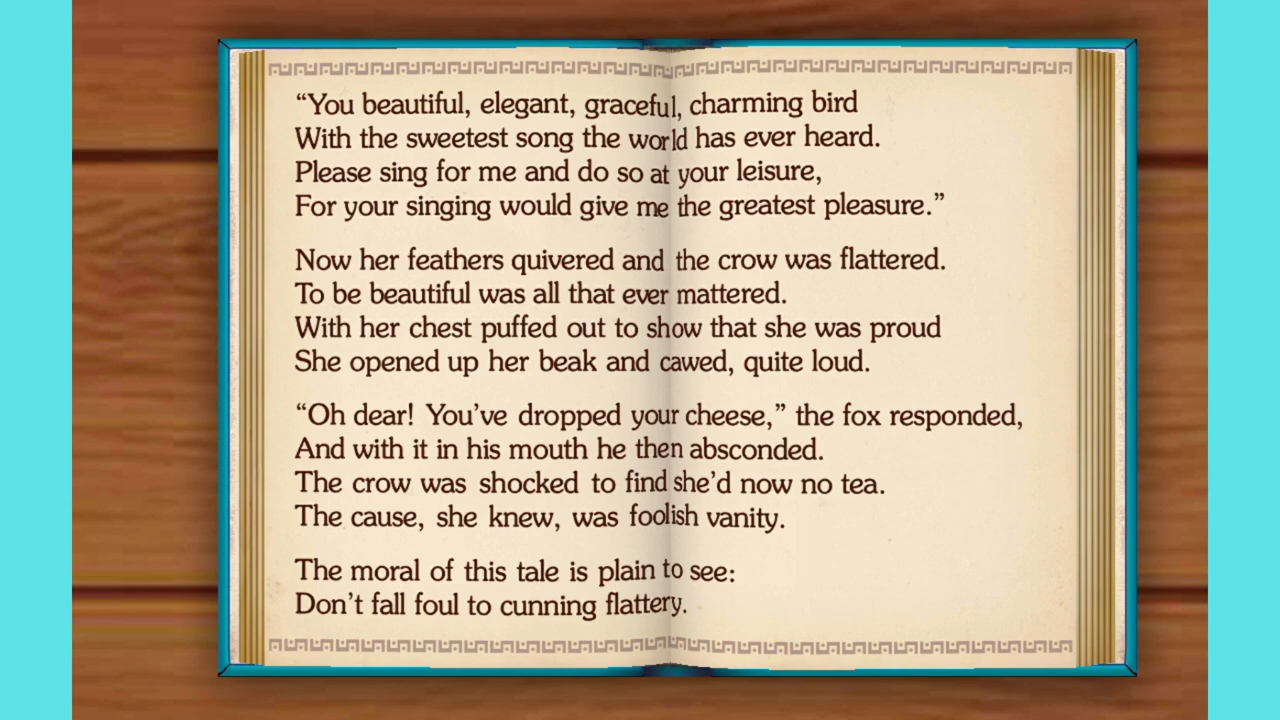 “You beautiful, elegant, graceful, charming bird
With the sweetest song the world has ever heard.
Please sing for me and do so at your leisure,
For your singing would give me the greatest pleasure.”
Now her feathers quivered and the crow was flattered.
To be beautiful was all that ever mattered.
With her chest puffed out to show that she was proud
She opened up her beak and cawed, quite loud.
“Oh dear! You’ve dropped your cheese,” the fox responded,
And with it in his mouth he then absconded.
The crow was shocked to find she’d now no tea.
The cause, she knew, was foolish vanity.
The moral of this tale is plain to see:
Don’t fall foul to cunning flattery.